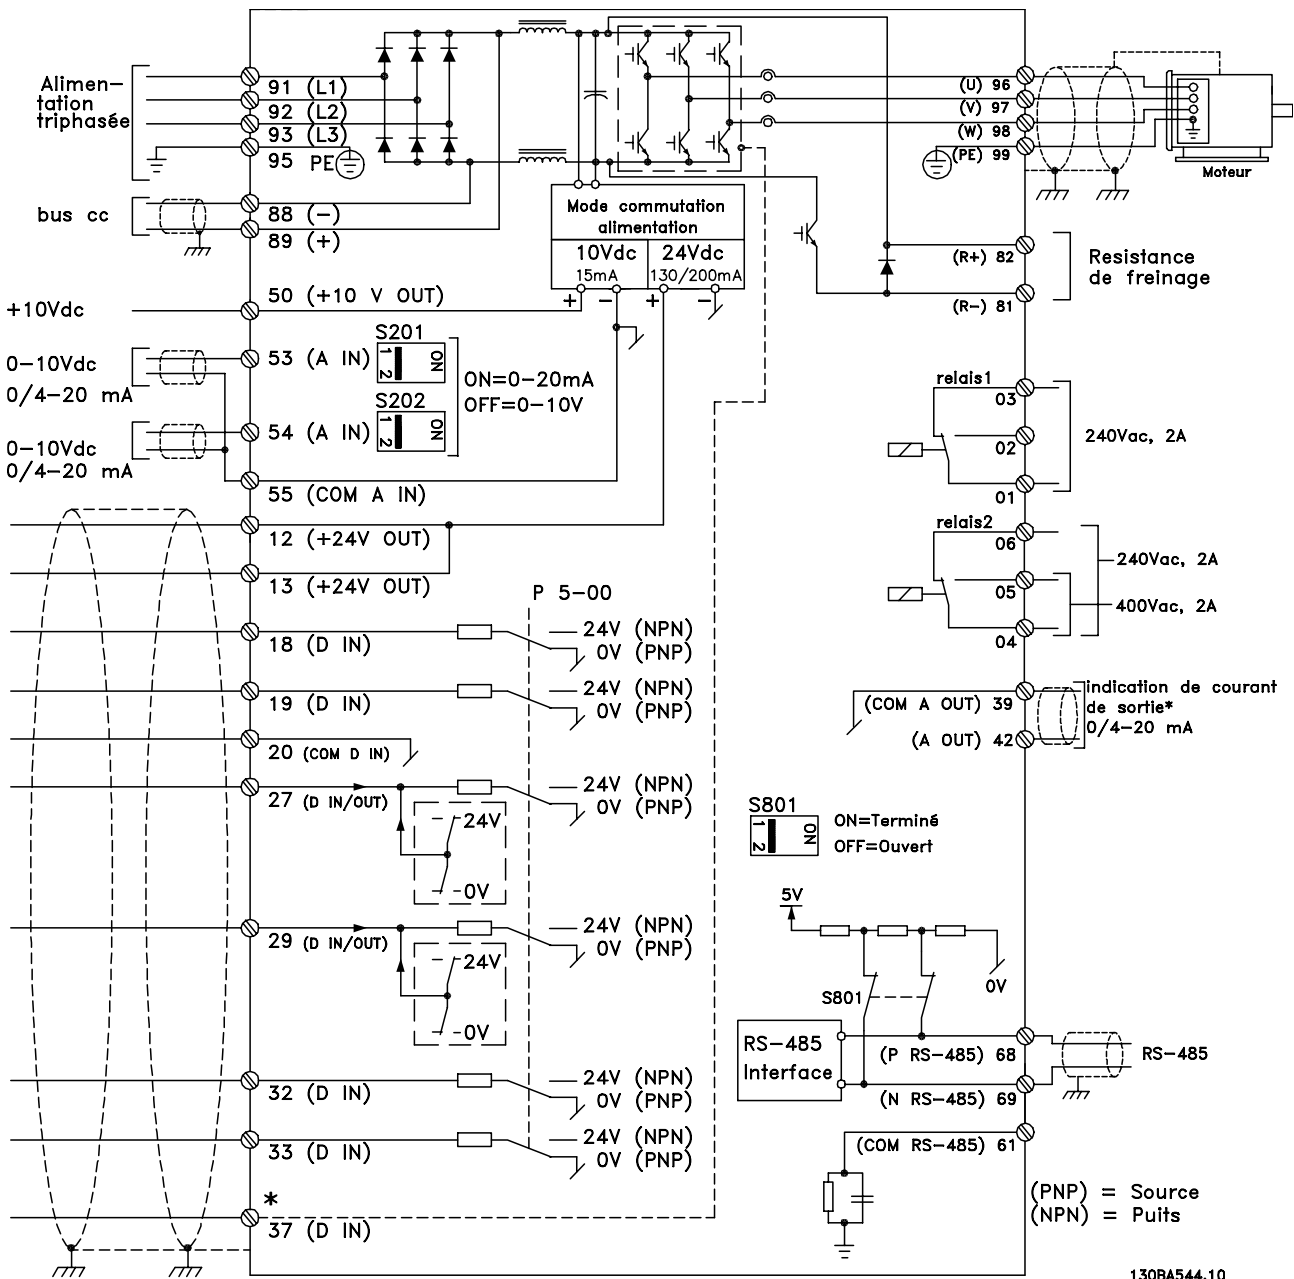 Alimen-
tation
triphasée
91 (L1)
92 (L2)
93 (L3)
95 PE
bus cc
88 (-)
89 (+)
+10Vdc
50 (+10 V OUT)
0-10Vdc
0/4-20 mA
53 (A IN)
S201
1 2
ON
ON=0-20mA
OFF=0-10V
S202
1 2
ON
0-10Vdc
0/4-20 mA
54 (A IN)
55 (COM A IN)
12 (+24V OUT)
13 (+24V OUT)
P 5-00
18 (D IN)
24V (NPN)
0V (PNP)
19 (D IN)
24V (NPN)
0V (PNP)
20 (COM D IN)
27 (D IN/OUT)
24V (NPN)
0V (PNP)
24V
0V
29 (D IN/OUT)
24V (NPN)
0V (PNP)
24V
0V
32 (D IN)
24V (NPN)
0V (PNP)
33 (D IN)
24V (NPN)
0V (PNP)
*
37 (D IN)
Mode commutation
alimentation
10Vdc
15mA
24Vdc
130/200mA
+ - + -
(U) 96
(V) 97
(W) 98
(PE) 99
Moteur
(R+) 82
(R-) 81
Resistance
de freinage
relais1
03
02
01
240Vac, 2A
relais2
06
05
04
240Vac, 2A
400Vac, 2A
(COM A OUT) 39
(A OUT) 42
indication de courant
de sortie*
0/4-20 mA
S801
1 2
ON
ON=Terminé
OFF=Ouvert
5V
S801
0V
RS-485
Interface
(P RS-485) 68
(N RS-485) 69
(COM RS-485) 61
RS-485
(PNP) = Source
(NPN) = Puits
130BA544.10